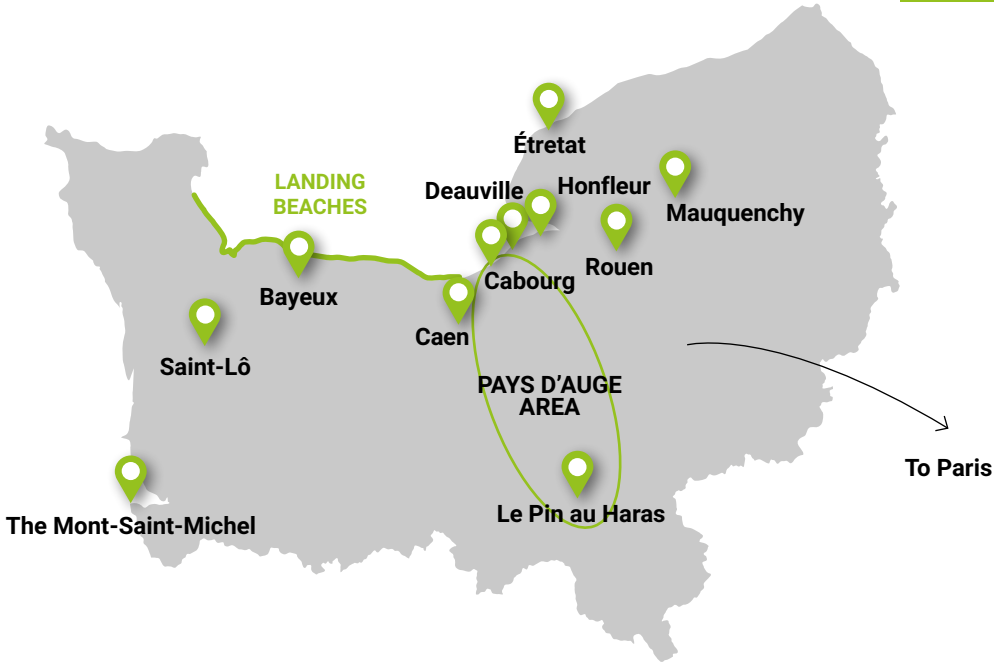 Étretat
LANDING
BEACHES
Deauville
Honfleur
Mauquenchy
Rouen
Cabourg
Bayeux
Caen
Saint-Lô
PAYS D’AUGE
AREA
To Paris
Le Pin au Haras
The Mont-Saint-Michel